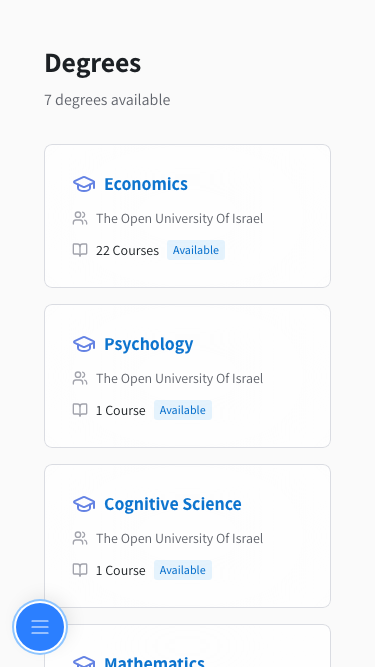 Degrees
7 degrees available
Economics
The Open University Of Israel
22 Courses Available
Psychology
The Open University Of Israel
1 Course Available
Cognitive Science
The Open University Of Israel
1 Course Available
Mathematics